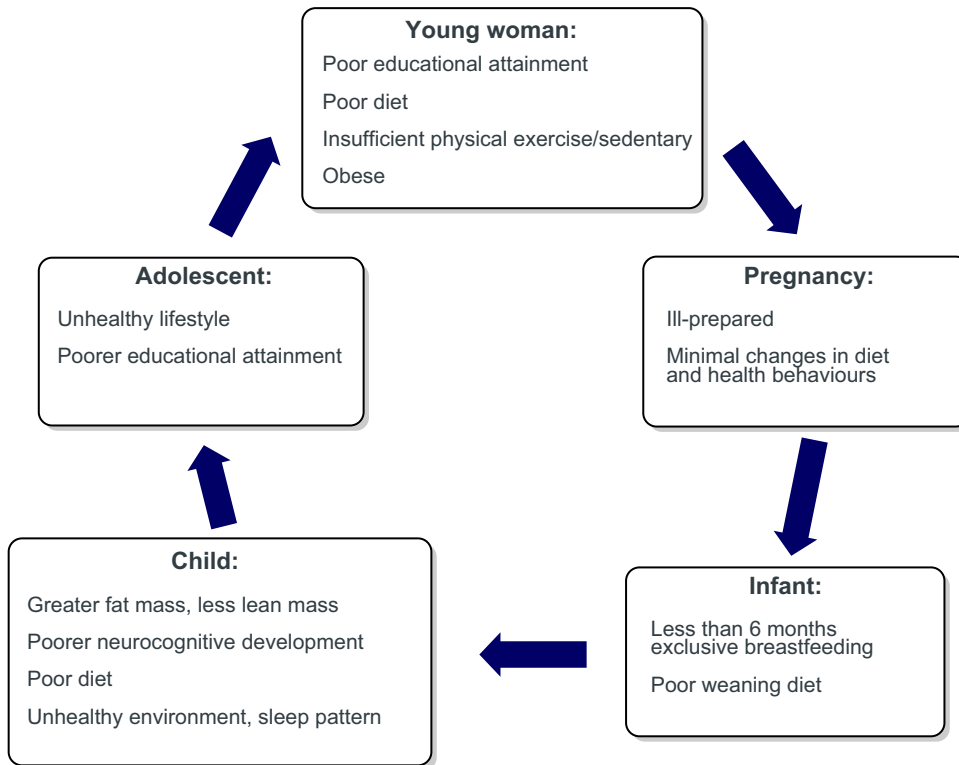 Young woman:
Poor educational attainment
Poor diet
Insufficient physical exercise/sedentary
Obese
Pregnancy:
Ill-prepared
Minimal changes in diet
and health behaviours
Infant:
Less than 6 months
exclusive breastfeeding
Poor weaning diet
Child:
Greater fat mass, less lean mass
Poorer neurocognitive development
Poor diet
Unhealthy environment, sleep pattern
Adolescent:
Unhealthy lifestyle
Poorer educational attainment